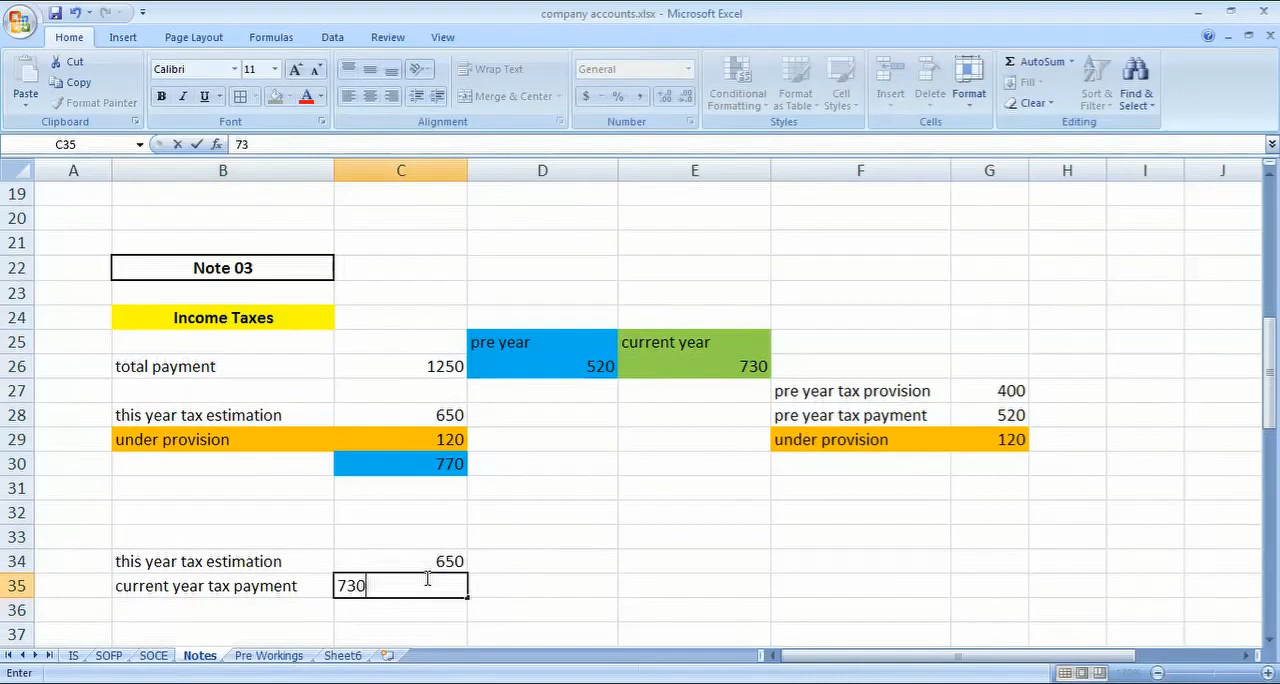 company accounts.xlsx - Microsoft Excel
Home Insert Page Layout Formulas Data Review View
Paste Cut Copy Format Painter Clipboard
Calibri 11 A A B I U A Font
Wrap Text Merge & Center Alignment
General $ % , Number
Conditional Formatting Format as Table Cell Styles Styles
Insert Delete Format Cells
Σ AutoSum Fill Clear Sort & Filter Find & Select Editing
C35 fx 73
A B C D E F G H I J
19
20
21
22 Note 03
23
24 Income Taxes
25 pre year current year
26 total payment 1250 520 730
27 pre year tax provision 400
28 this year tax estimation 650 pre year tax payment 520
29 under provision 120 under provision 120
30 770
31
32
33
34 this year tax estimation 650
35 current year tax payment 730
36
37
IS SOFP SOCE Notes Pre Workings Sheet6
Enter